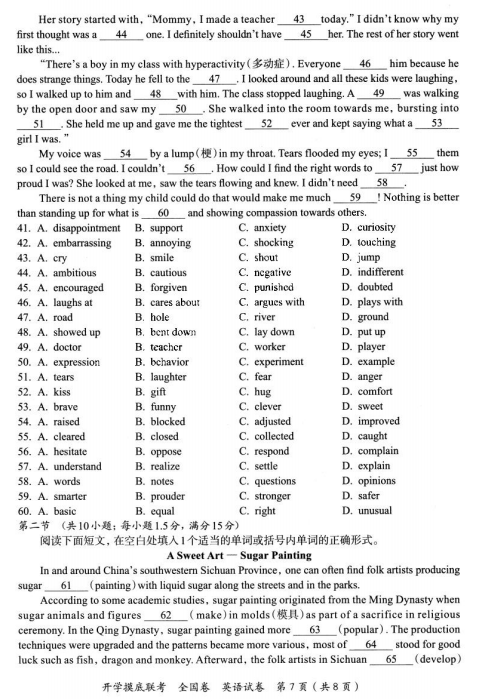 Her story started with, “Mommy, I made a teacher 43 today.” I didn't know why my
first thought was a 44 one. I definitely shouldn't have 45 her. The rest of her story went
like this...
“There's a boy in my class with hyperactivity(多动症). Everyone 46 him because he
does strange things. Today he fell to the 47 . I looked around and all these kids were laughing,
so I walked up to him and 48 with him. The class stopped laughing. A 49 was walking
by the open door and saw my 50 . She walked into the room towards me, bursting into
51 . She held me up and gave me the tightest 52 ever and kept saying what a 53
girl I was.”
My voice was 54 by a lump(梗)in my throat. Tears flooded my eyes; I 55 them
so I could see the road. I couldn't 56 . How could I find the right words to 57 just how
proud I was? She looked at me, saw the tears flowing and knew. I didn't need 58 .
There is not a thing my child could do that would make me much 59 ! Nothing is better
than standing up for what is 60 and showing compassion towards others.
41. A. disappointment B. support C. anxiety D. curiosity
42. A. embarrassing B. annoying C. shocking D. touching
43. A. cry B. smile C. shout D. jump
44. A. ambitious B. cautious C. negative D. indifferent
45. A. encouraged B. forgiven C. punished D. doubted
46. A. laughs at B. cares about C. argues with D. plays with
47. A. road B. hole C. river D. ground
48. A. showed up B. bent down C. lay down D. put up
49. A. doctor B. teacher C. worker D. player
50. A. expression B. behavior C. experiment D. example
51. A. tears B. laughter C. fear D. anger
52. A. kiss B. gift C. hug D. comfort
53. A. brave B. funny C. clever D. sweet
54. A. raised B. blocked C. adjusted D. improved
55. A. cleared B. closed C. collected D. caught
56. A. hesitate B. oppose C. respond D. complain
57. A. understand B. realize C. settle D. explain
58. A. words B. notes C. questions D. opinions
59. A. smarter B. prouder C. stronger D. safer
60. A. basic B. equal C. right D. unusual
第二节 (共10小题;每小题1.5分,满分15分)
阅读下面短文,在空白处填入1个适当的单词或括号内单词的正确形式。
A Sweet Art — Sugar Painting
In and around China's southwestern Sichuan Province, one can often find folk artists producing
sugar 61 (painting) with liquid sugar along the streets and in the parks.
According to some academic studies, sugar painting originated from the Ming Dynasty when
sugar animals and figures 62 (make) in molds(模具)as part of a sacrifice in religious
ceremony. In the Qing Dynasty, sugar painting gained more 63 (popular). The production
techniques were upgraded and the patterns became more various, most of 64 stood for good
luck such as fish, dragon and monkey. Afterward, the folk artists in Sichuan 65 (develop)
开学摸底联考 全国卷 英语试卷 第7页(共8页)